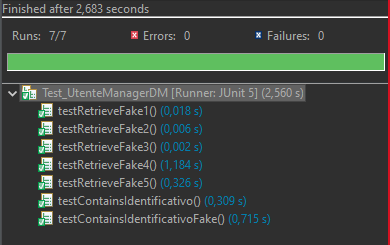 Finished after 2,683 seconds
Runs: 7/7 Errors: 0 Failures: 0
Test_UtenteManagerDM [Runner: JUnit 5] (2,560 s)
testRetrieveFake1() (0,018 s)
testRetrieveFake2() (0,006 s)
testRetrieveFake3() (0,002 s)
testRetrieveFake4() (1,184 s)
testRetrieveFake5() (0,326 s)
testContainsIdentificativo() (0,309 s)
testContainsIdentificativoFake() (0,715 s)